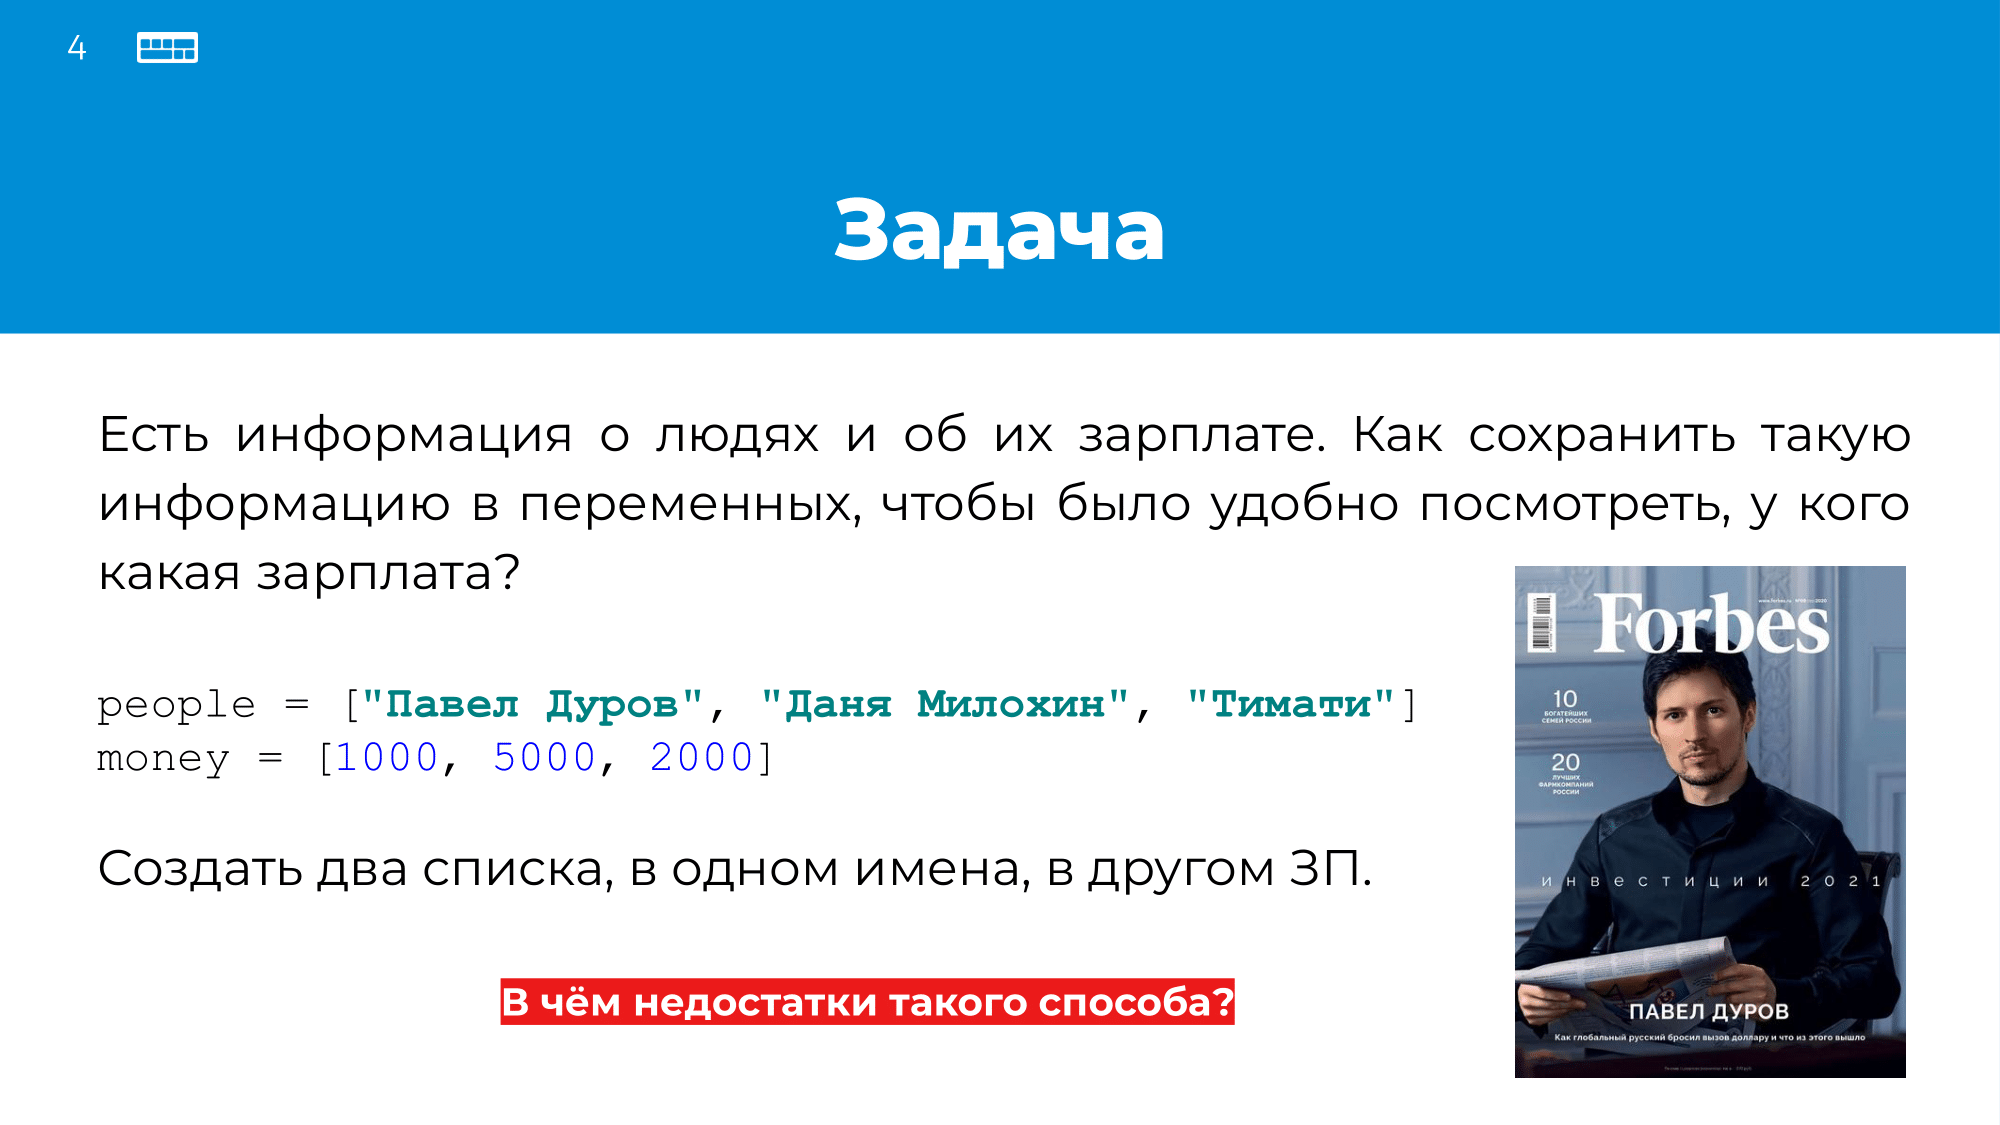 4
Задача
Есть информация о людях и об их зарплате. Как сохранить такую
информацию в переменных, чтобы было удобно посмотреть, у кого
какая зарплата?
people = ["Павел Дуров", "Даня Милохин", "Тимати"]
money = [1000, 5000, 2000]
Создать два списка, в одном имена, в другом ЗП.
В чём недостатки такого способа?
Forbes
10
БОГАТЕЙШИХ
СЕМЕЙ РОССИИ
20
ЛУЧШИХ
ФАРМКОМПАНИЙ
РОССИИ
ИНВЕСТИЦИИ 2021
ПАВЕЛ ДУРОВ
Как глобальный русский бросил вызов доллару и что из этого вышло